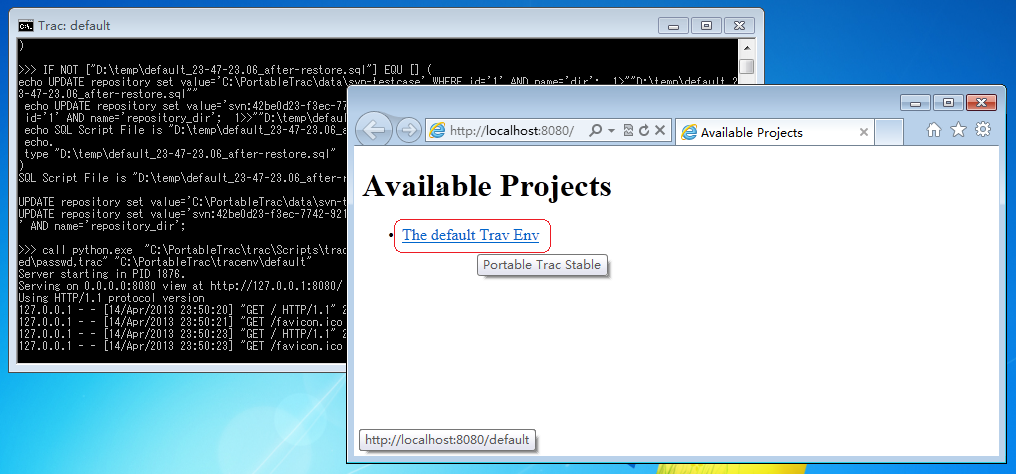 Trac: default
)
>>> IF NOT ["D:\temp\default_23-47-23.06_after-restore.sql"] EQU [] (
echo UPDATE repository set value='C:\PortableTrac\data\svn-testcase' WHERE id='1' AND name='dir';  1>""D:\temp\default_2
3-47-23.06_after-restore.sql""
echo UPDATE repository set value='svn:42be0d23-f3ec-77
id='1' AND name='repository_dir';  1>>""D:\temp\defau
echo SQL Script File is "D:\temp\default_23-47-23.06_a
echo.
type "D:\temp\default_23-47-23.06_after-restore.sql"
)
SQL Script File is "D:\temp\default_23-47-23.06_after-r
UPDATE repository set value='C:\PortableTrac\data\svn-t
UPDATE repository set value='svn:42be0d23-f3ec-7742-921
' AND name='repository_dir';
>>> call python.exe  "C:\PortableTrac\trac\Scripts\trac
ed\passwd,trac" "C:\PortableTrac\tracenv\default"
Server starting in PID 1876.
Serving on 0.0.0.0:8080 view at http://127.0.0.1:8080/
Using HTTP/1.1 protocol version
127.0.0.1 - - [14/Apr/2013 23:50:20] "GET / HTTP/1.1" 2
127.0.0.1 - - [14/Apr/2013 23:50:21] "GET /favicon.ico
127.0.0.1 - - [14/Apr/2013 23:50:23] "GET / HTTP/1.1" 2
127.0.0.1 - - [14/Apr/2013 23:50:23] "GET /favicon.ico
http://localhost:8080/
Available Projects
Available Projects
• The default Trav Env
Portable Trac Stable
http://localhost:8080/default